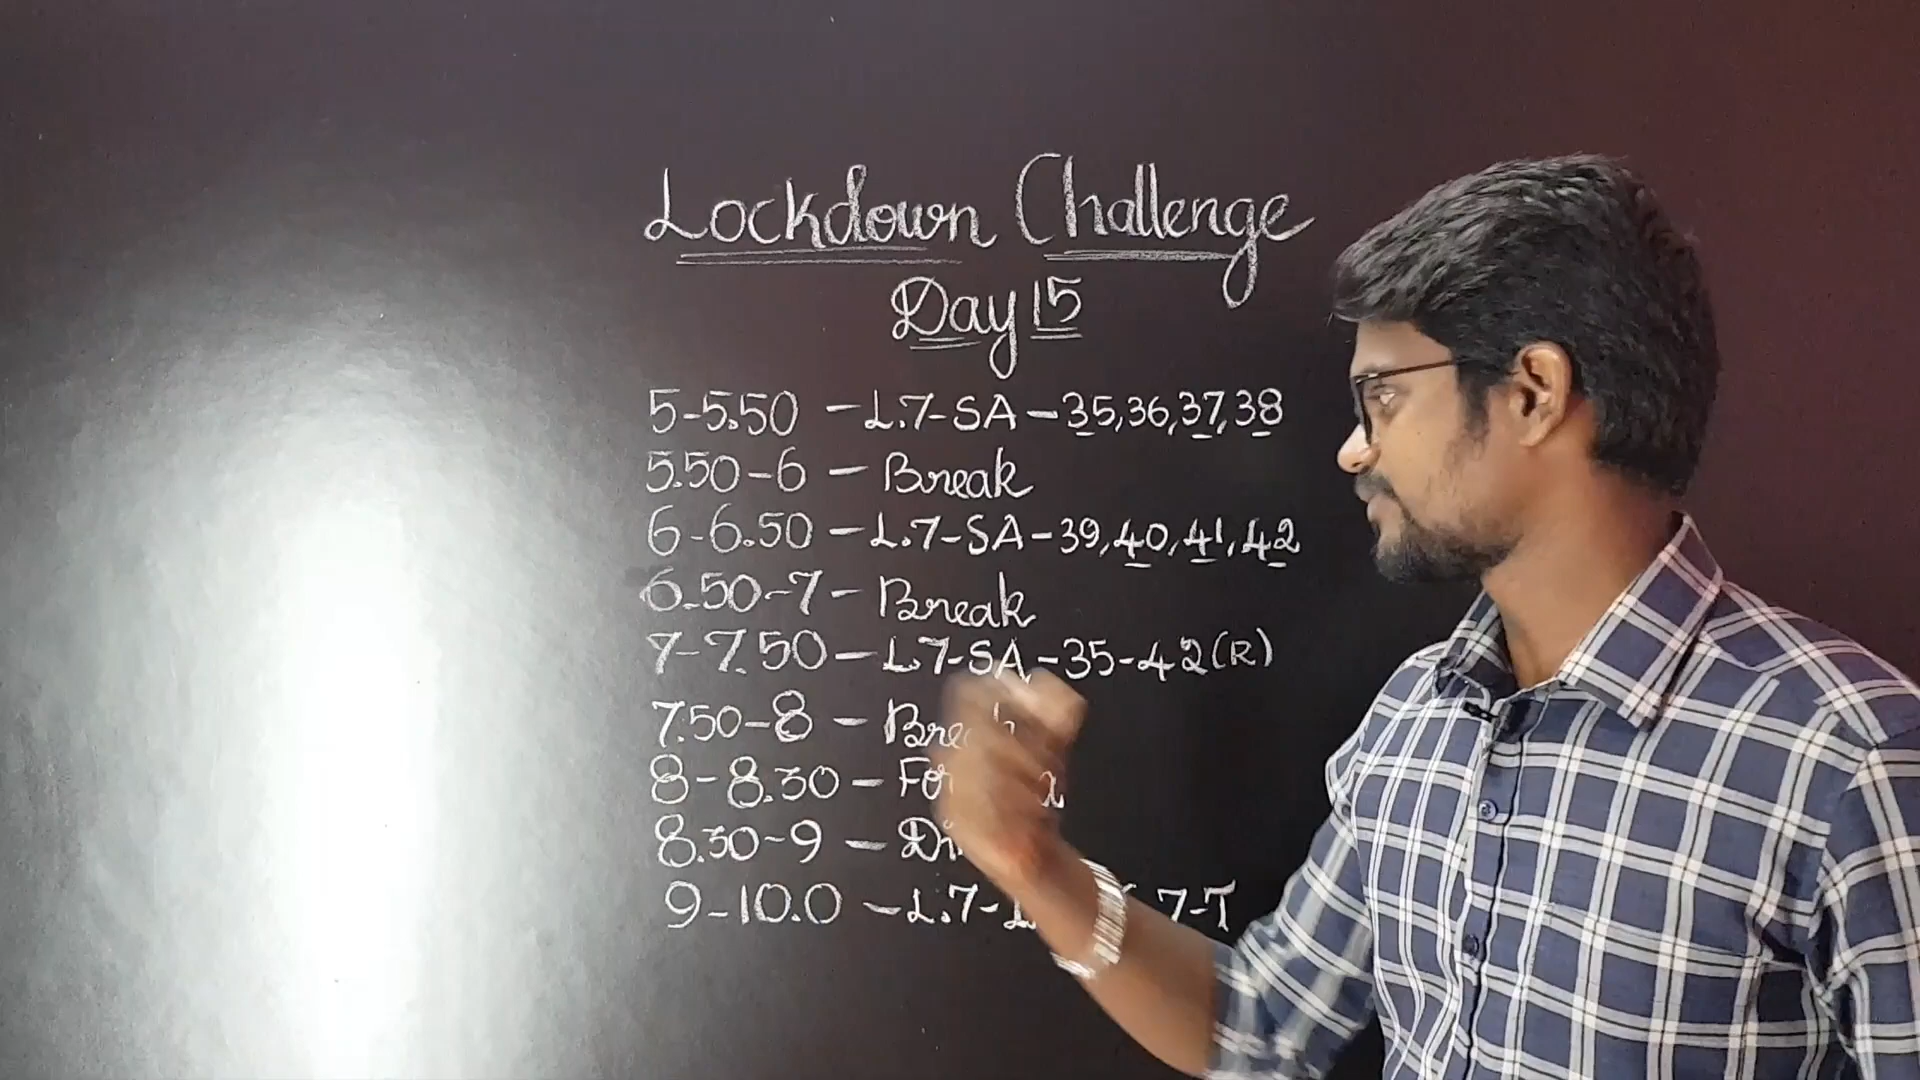 Lockdown Challenge
Day 15
5-5.50 - L.7-SA-35,36,37,38
5.50-6 - Break
6-6.50 - L.7-SA-39,40,41,42
6.50-7 - Break
7-7.50 - L.7-SA-35-42(R)
7.50-8 -
8-8.30 -
8.30-9 -
9-10.0 - L.7- 7-T